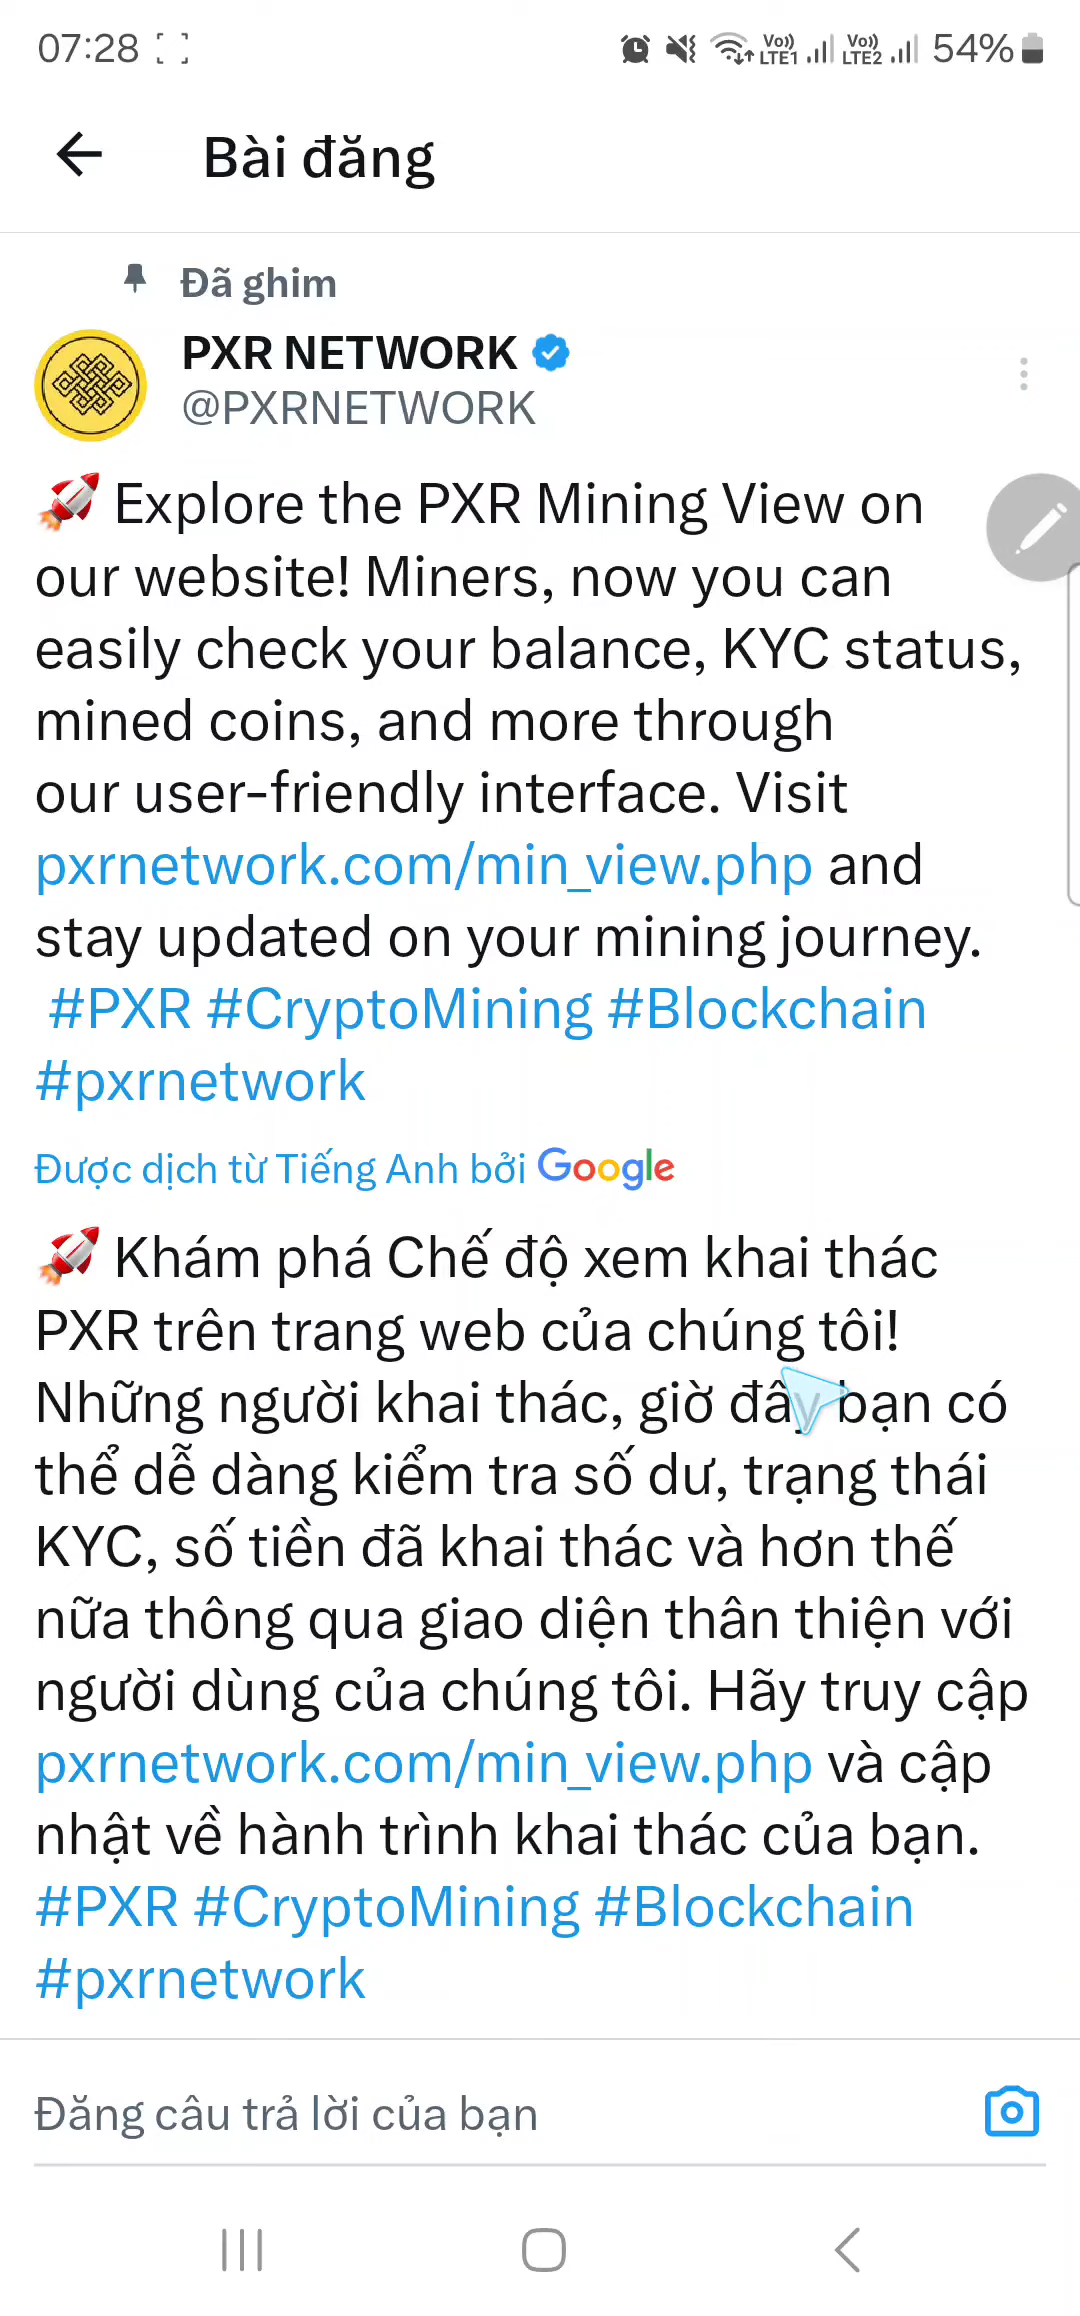 07:28 Vo)) LTE1 Vo)) LTE2 54%
Bài đăng
Đã ghim
PXR NETWORK
@PXRNETWORK
🚀 Explore the PXR Mining View on
our website! Miners, now you can
easily check your balance, KYC status,
mined coins, and more through
our user-friendly interface. Visit
pxrnetwork.com/min_view.php and
stay updated on your mining journey.
#PXR #CryptoMining #Blockchain
#pxrnetwork
Được dịch từ Tiếng Anh bởi Google
🚀 Khám phá Chế độ xem khai thác
PXR trên trang web của chúng tôi!
Những người khai thác, giờ đây bạn có
thể dễ dàng kiểm tra số dư, trạng thái
KYC, số tiền đã khai thác và hơn thế
nữa thông qua giao diện thân thiện với
người dùng của chúng tôi. Hãy truy cập
pxrnetwork.com/min_view.php và cập
nhật về hành trình khai thác của bạn.
#PXR #CryptoMining #Blockchain
#pxrnetwork
Đăng câu trả lời của bạn